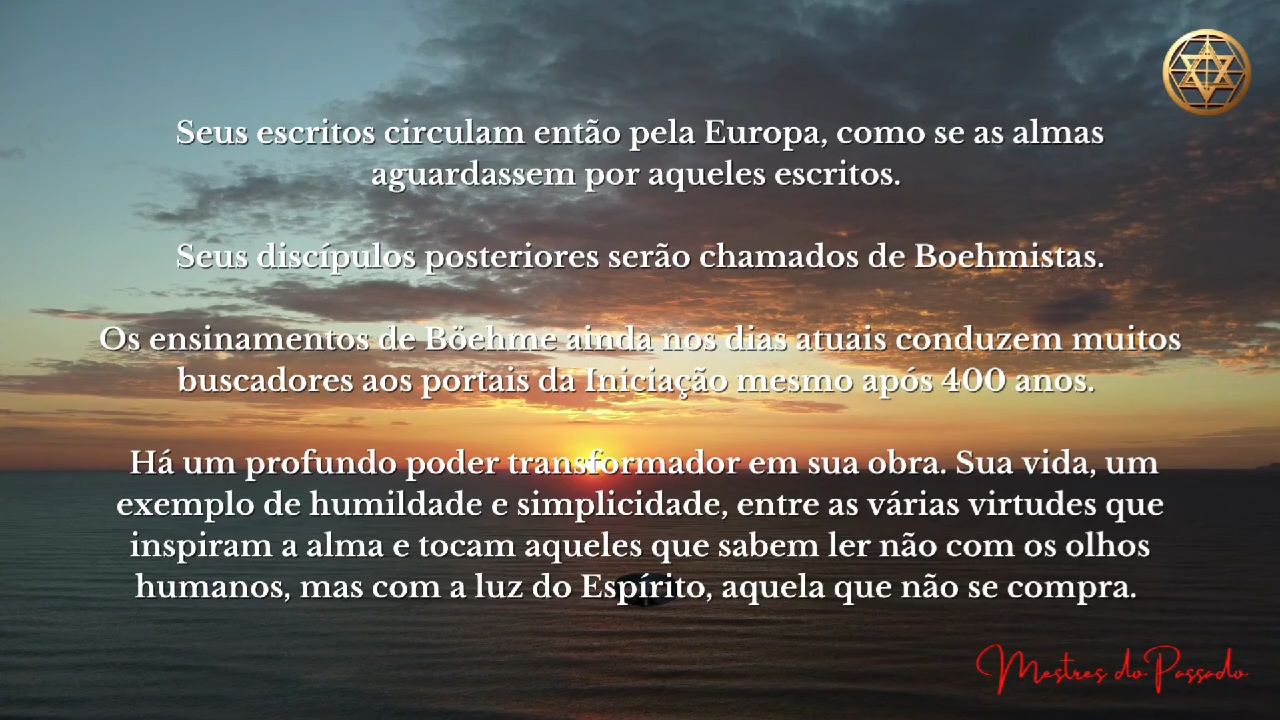 Seus escritos circulam então pela Europa, como se as almas
aguardassem por aqueles escritos.
Seus discípulos posteriores serão chamados de Boehmistas.
Os ensinamentos de Böehme ainda nos dias atuais conduzem muitos
buscadores aos portais da Iniciação mesmo após 400 anos.
Há um profundo poder transformador em sua obra. Sua vida, um
exemplo de humildade e simplicidade, entre as várias virtudes que
inspiram a alma e tocam aqueles que sabem ler não com os olhos
humanos, mas com a luz do Espírito, aquela que não se compra.
Mestres do Passado